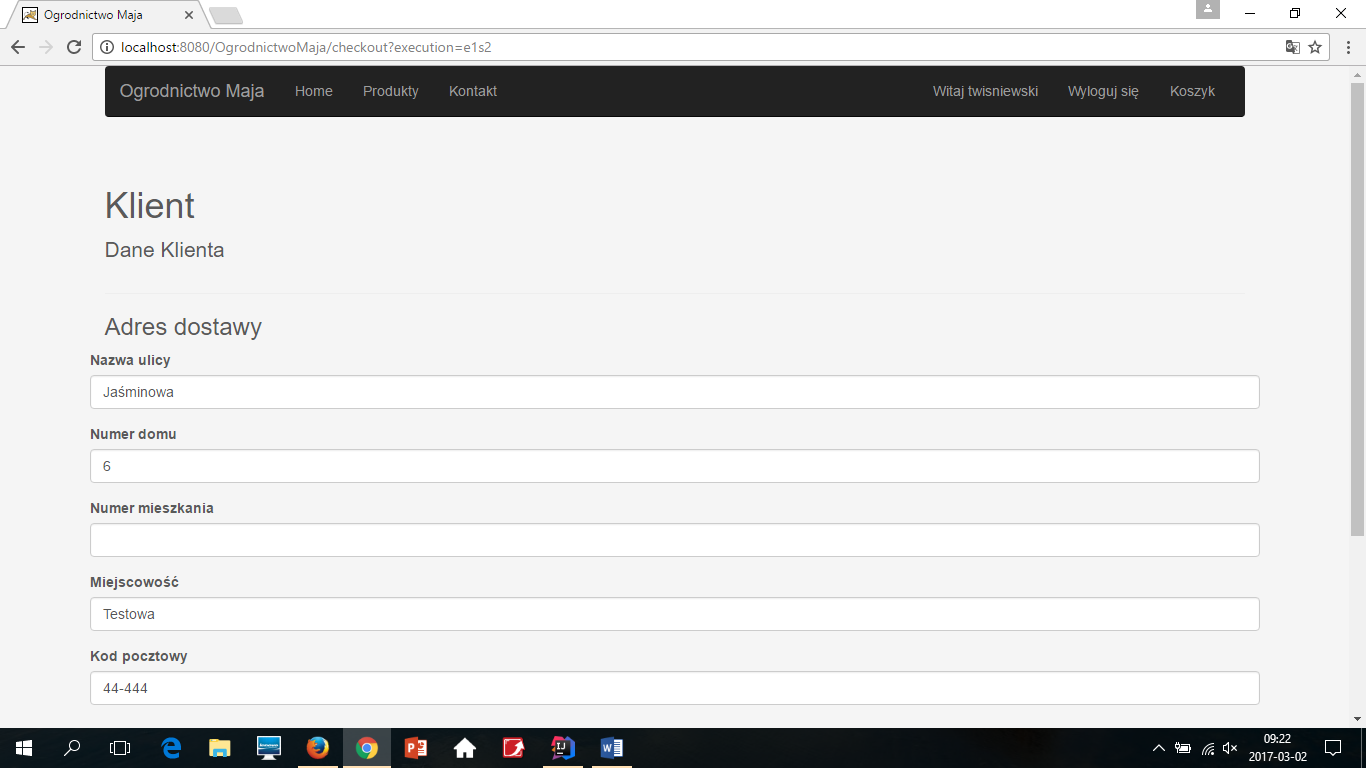 Ogrodnictwo Maja
localhost:8080/OgrodnictwoMaja/checkout?execution=e1s2
Ogrodnictwo Maja Home Produkty Kontakt Witaj twisniewski Wyloguj się Koszyk
Klient
Dane Klienta
Adres dostawy
Nazwa ulicy
Jaśminowa
Numer domu
6
Numer mieszkania
Miejscowość
Testowa
Kod pocztowy
44-444
09:22
2017-03-02